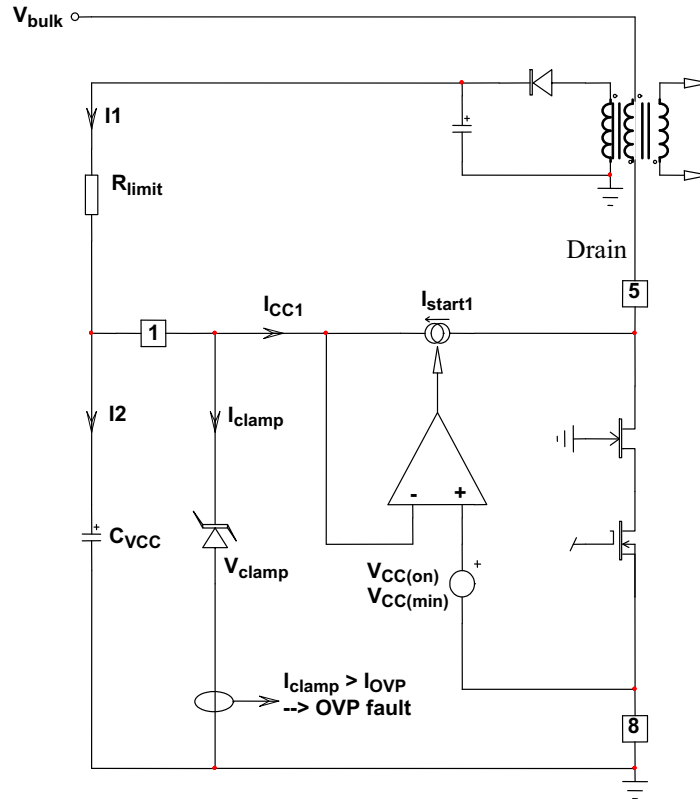 Vbulk
I1
Rlimit
Drain
5
ICC1
Istart1
1
I2
Iclamp
- +
CVCC
Vclamp
VCC(on)
VCC(min)
Iclamp > IOVP
--> OVP fault
8